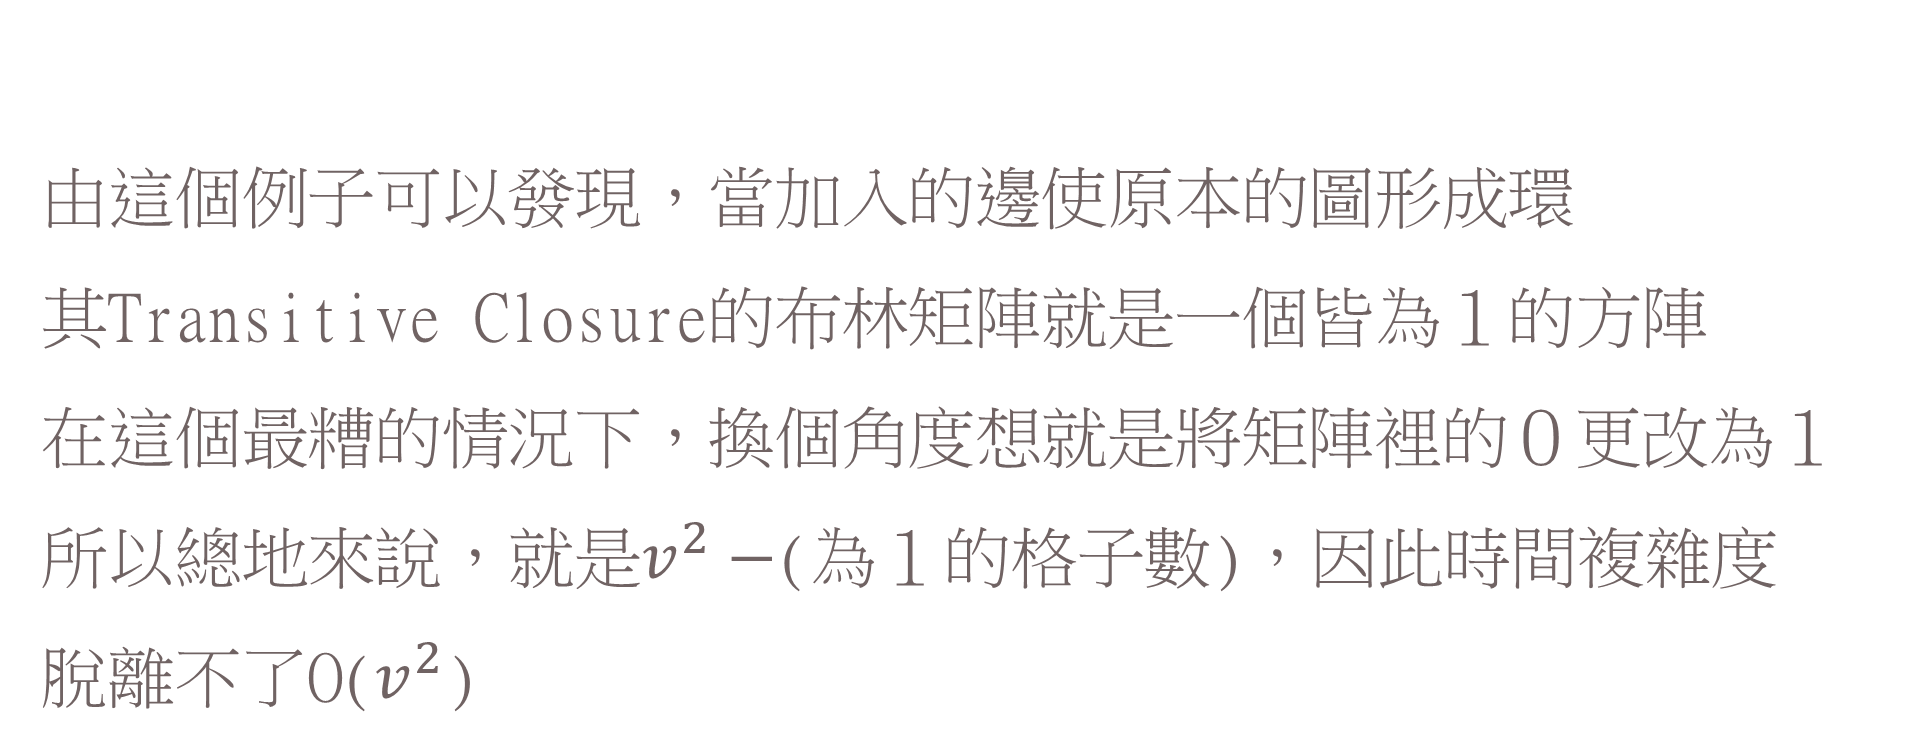 由這個例子可以發現，當加入的邊使原本的圖形成環
其Transitive Closure的布林矩陣就是一個皆為１的方陣
在這個最糟的情況下，換個角度想就是將矩陣裡的０更改為１
所以總地來說，就是v² −(為１的格子數)，因此時間複雜度
脫離不了O(v²)